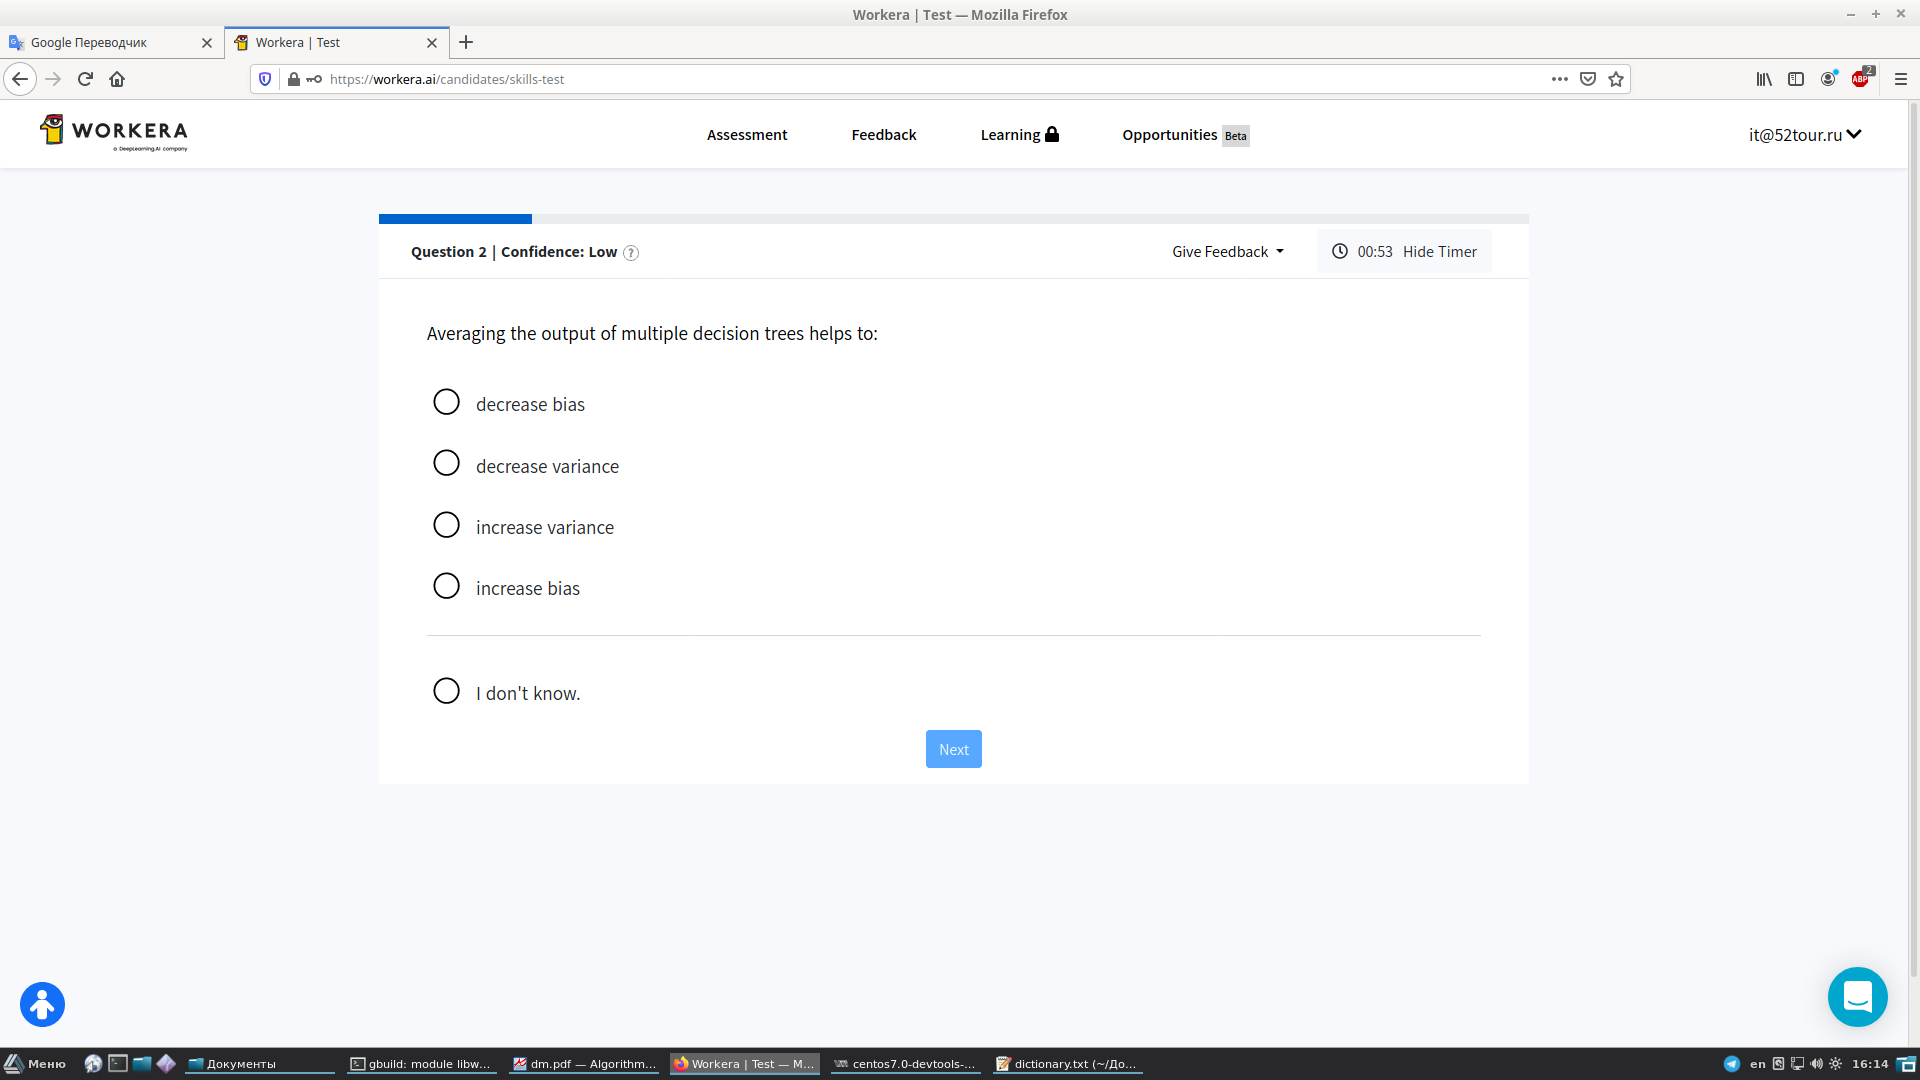 Workera | Test — Mozilla Firefox
Google Переводчик
Workera | Test
https://workera.ai/candidates/skills-test
ABP
2
WORKERA
a DeepLearning.AI company
Assessment
Feedback
Learning
Opportunities Beta
it@52tour.ru
Question 2 | Confidence: Low ?
Give Feedback
00:53 Hide Timer
Averaging the output of multiple decision trees helps to:
decrease bias
decrease variance
increase variance
increase bias
I don't know.
Next
Меню
Документы
gbuild: module libw...
dm.pdf — Algorithm...
Workera | Test — M...
centos7.0-devtools-...
dictionary.txt (~/До...
en
16:14